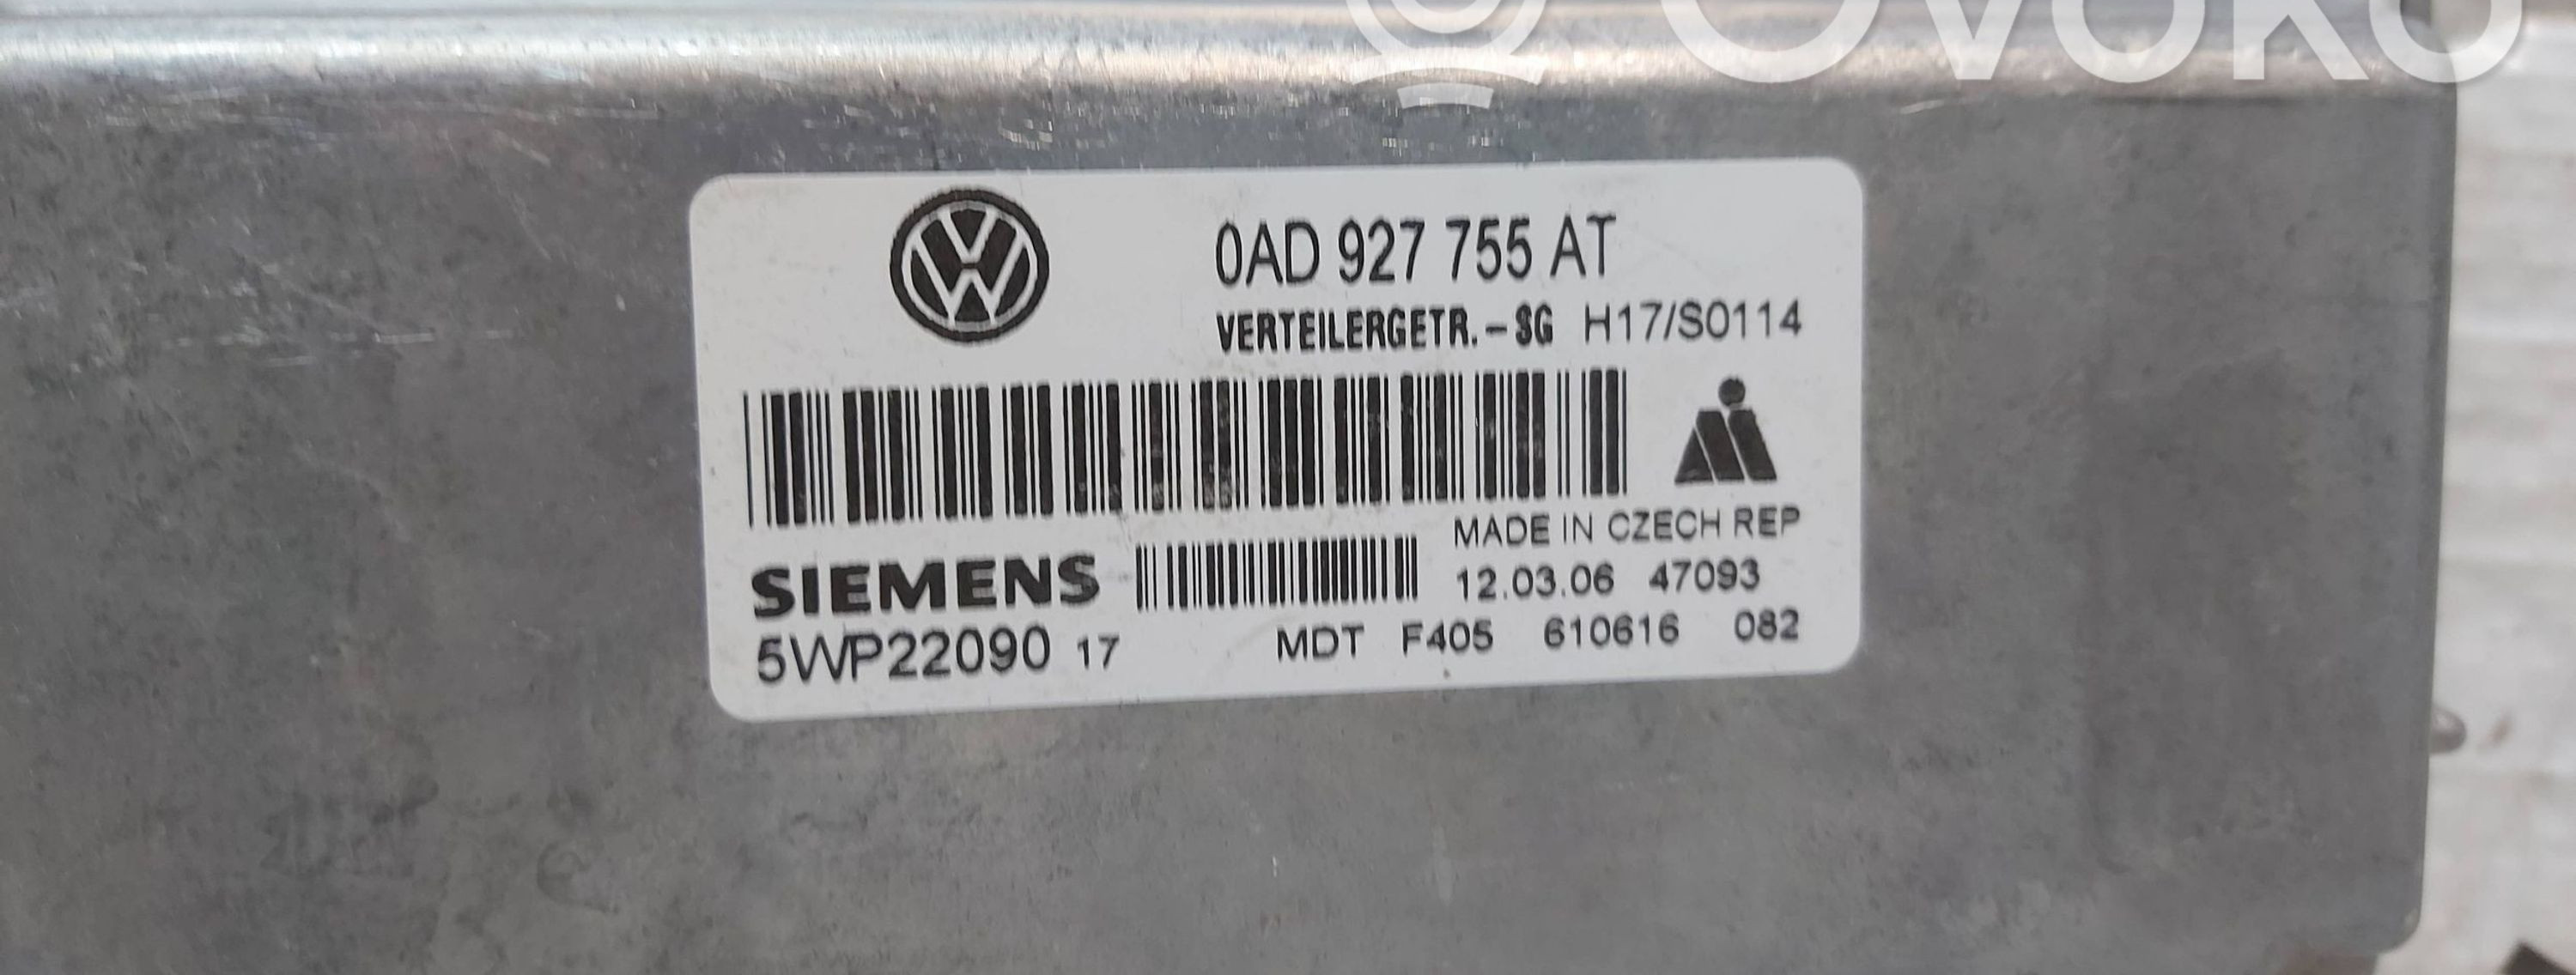 OVOKO
0AD 927 755 AT
VERTEILERGETR.-SG H17/S0114
MADE IN CZECH REP
SIEMENS 12.03.06 47093
5WP22090 17 MDT F405 610616 082